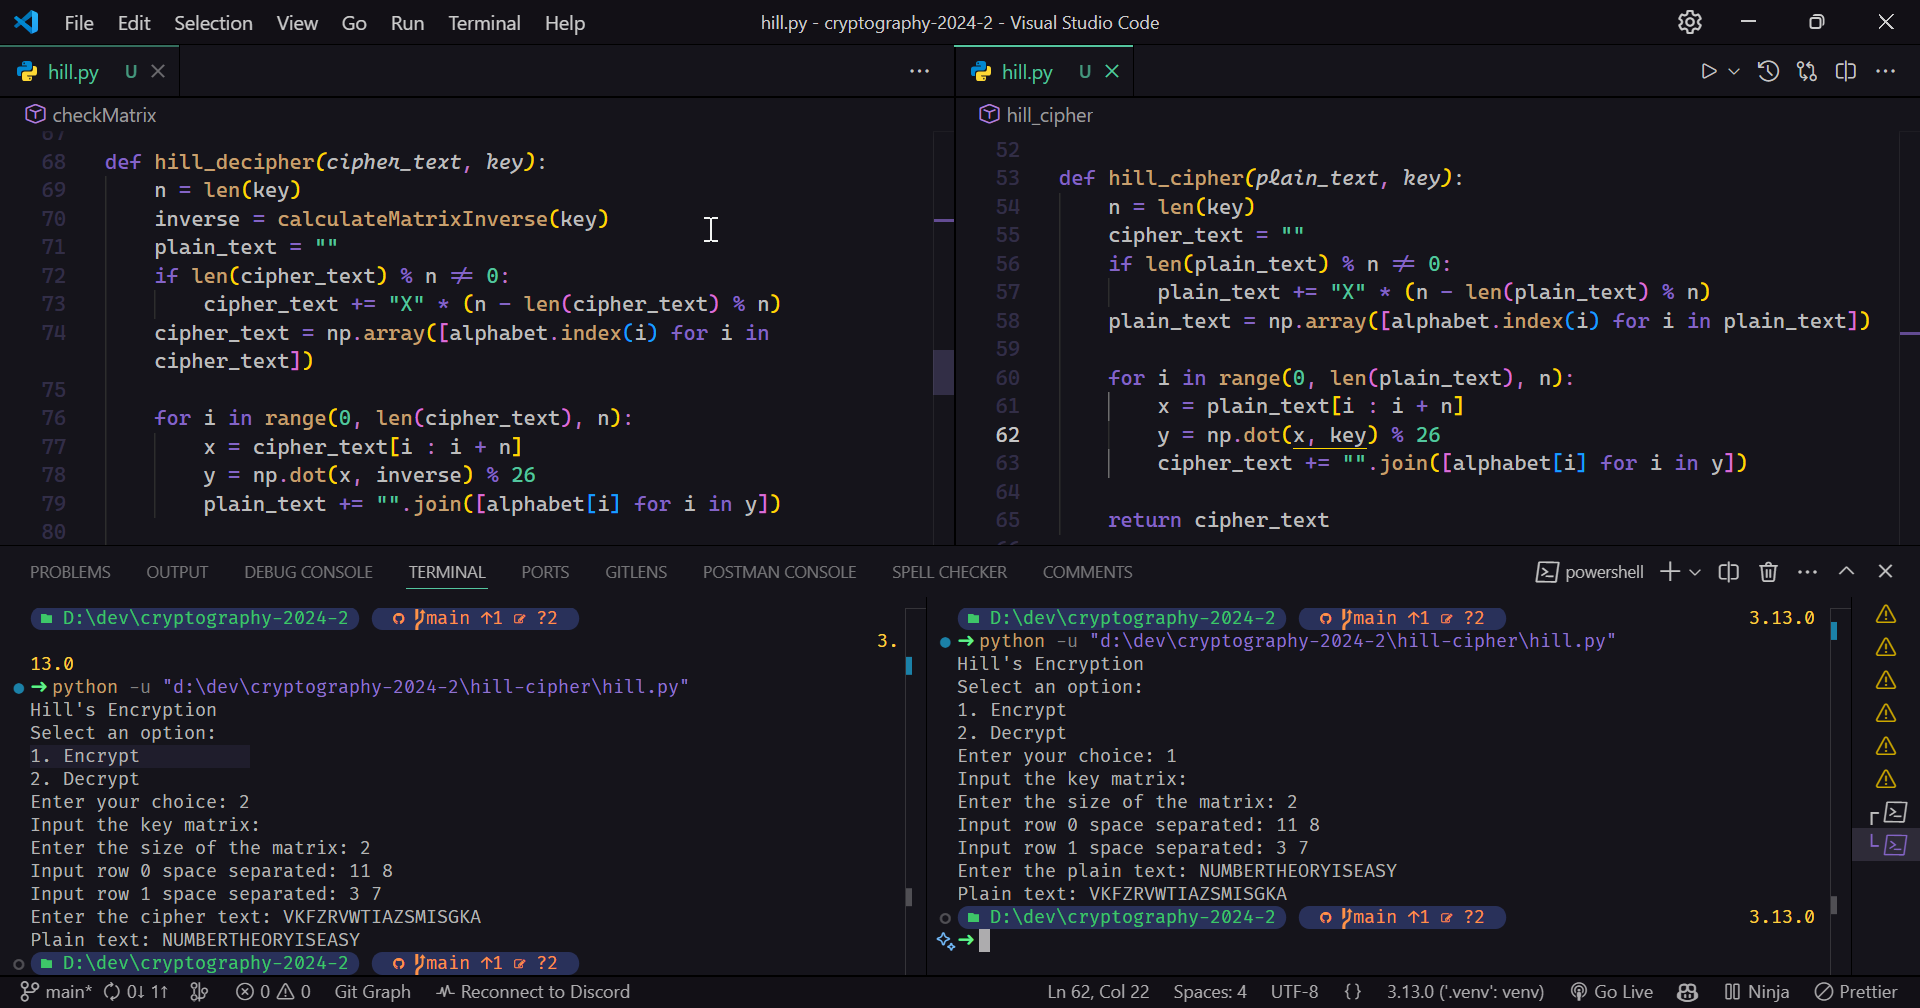 File Edit Selection View Go Run Terminal Help hill.py - cryptography-2024-2 - Visual Studio Code
hill.py U
checkMatrix
68 def hill_decipher(cipher_text, key):
69 n = len(key)
70 inverse = calculateMatrixInverse(key)
71 plain_text = ""
72 if len(cipher_text) % n ≠ 0:
73 cipher_text += "X" * (n - len(cipher_text) % n)
74 cipher_text = np.array([alphabet.index(i) for i in
cipher_text])
75
76 for i in range(0, len(cipher_text), n):
77 x = cipher_text[i : i + n]
78 y = np.dot(x, inverse) % 26
79 plain_text += "".join([alphabet[i] for i in y])
80
hill.py U
hill_cipher
52
53 def hill_cipher(plain_text, key):
54 n = len(key)
55 cipher_text = ""
56 if len(plain_text) % n ≠ 0:
57 plain_text += "X" * (n - len(plain_text) % n)
58 plain_text = np.array([alphabet.index(i) for i in plain_text])
59
60 for i in range(0, len(plain_text), n):
61 x = plain_text[i : i + n]
62 y = np.dot(x, key) % 26
63 cipher_text += "".join([alphabet[i] for i in y])
64
65 return cipher_text
PROBLEMS OUTPUT DEBUG CONSOLE TERMINAL PORTS GITLENS POSTMAN CONSOLE SPELL CHECKER COMMENTS powershell
D:\dev\cryptography-2024-2 main ↑1 ?2
3.
13.0
→ python -u "d:\dev\cryptography-2024-2\hill-cipher\hill.py"
Hill's Encryption
Select an option:
1. Encrypt
2. Decrypt
Enter your choice: 2
Input the key matrix:
Enter the size of the matrix: 2
Input row 0 space separated: 11 8
Input row 1 space separated: 3 7
Enter the cipher text: VKFZRVWTIAZSMISGKA
Plain text: NUMBERTHEORYISEASY
D:\dev\cryptography-2024-2 main ↑1 ?2
D:\dev\cryptography-2024-2 main ↑1 ?2 3.13.0
→ python -u "d:\dev\cryptography-2024-2\hill-cipher\hill.py"
Hill's Encryption
Select an option:
1. Encrypt
2. Decrypt
Enter your choice: 1
Input the key matrix:
Enter the size of the matrix: 2
Input row 0 space separated: 11 8
Input row 1 space separated: 3 7
Enter the plain text: NUMBERTHEORYISEASY
Plain text: VKFZRVWTIAZSMISGKA
D:\dev\cryptography-2024-2 main ↑1 ?2 3.13.0
→
main* 0↓ 1↑ 0 0 Git Graph Reconnect to Discord Ln 62, Col 22 Spaces: 4 UTF-8 {} 3.13.0 ('.venv': venv) Go Live Ninja Prettier